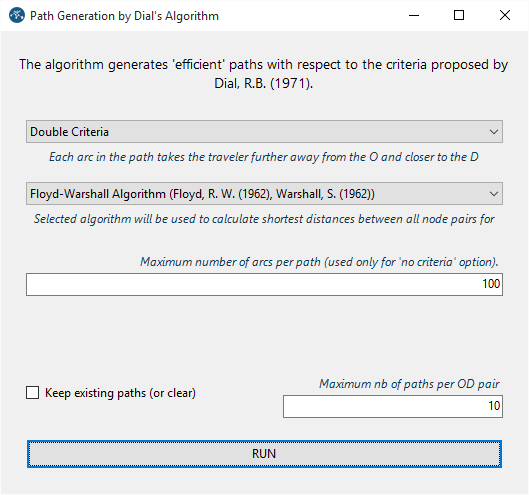 Path Generation by Dial's Algorithm
The algorithm generates 'efficient' paths with respect to the criteria proposed by
Dial, R.B. (1971).
Double Criteria
Each arc in the path takes the traveler further away from the O and closer to the D
Floyd-Warshall Algorithm (Floyd, R. W. (1962), Warshall, S. (1962))
Selected algorithm will be used to calculate shortest distances between all node pairs for
Maximum number of arcs per path (used only for 'no criteria' option).
100
Maximum nb of paths per OD pair
Keep existing paths (or clear)
10
RUN